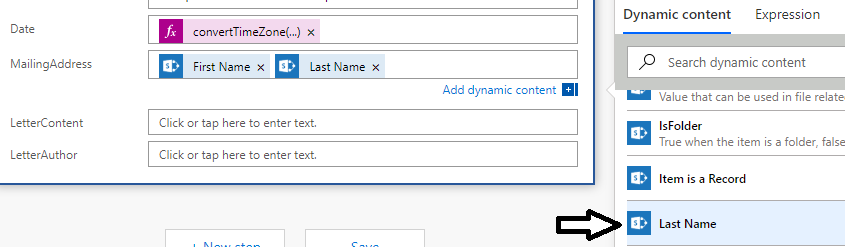 Date
convertTimeZone(...) ×
MailingAddress
First Name × Last Name ×
Add dynamic content
LetterContent
Click or tap here to enter text.
LetterAuthor
Click or tap here to enter text.
+ New step
Save
Dynamic content Expression
Search dynamic content
Value that can be used in file relate
IsFolder
True when the item is a folder, false
Item is a Record
Last Name